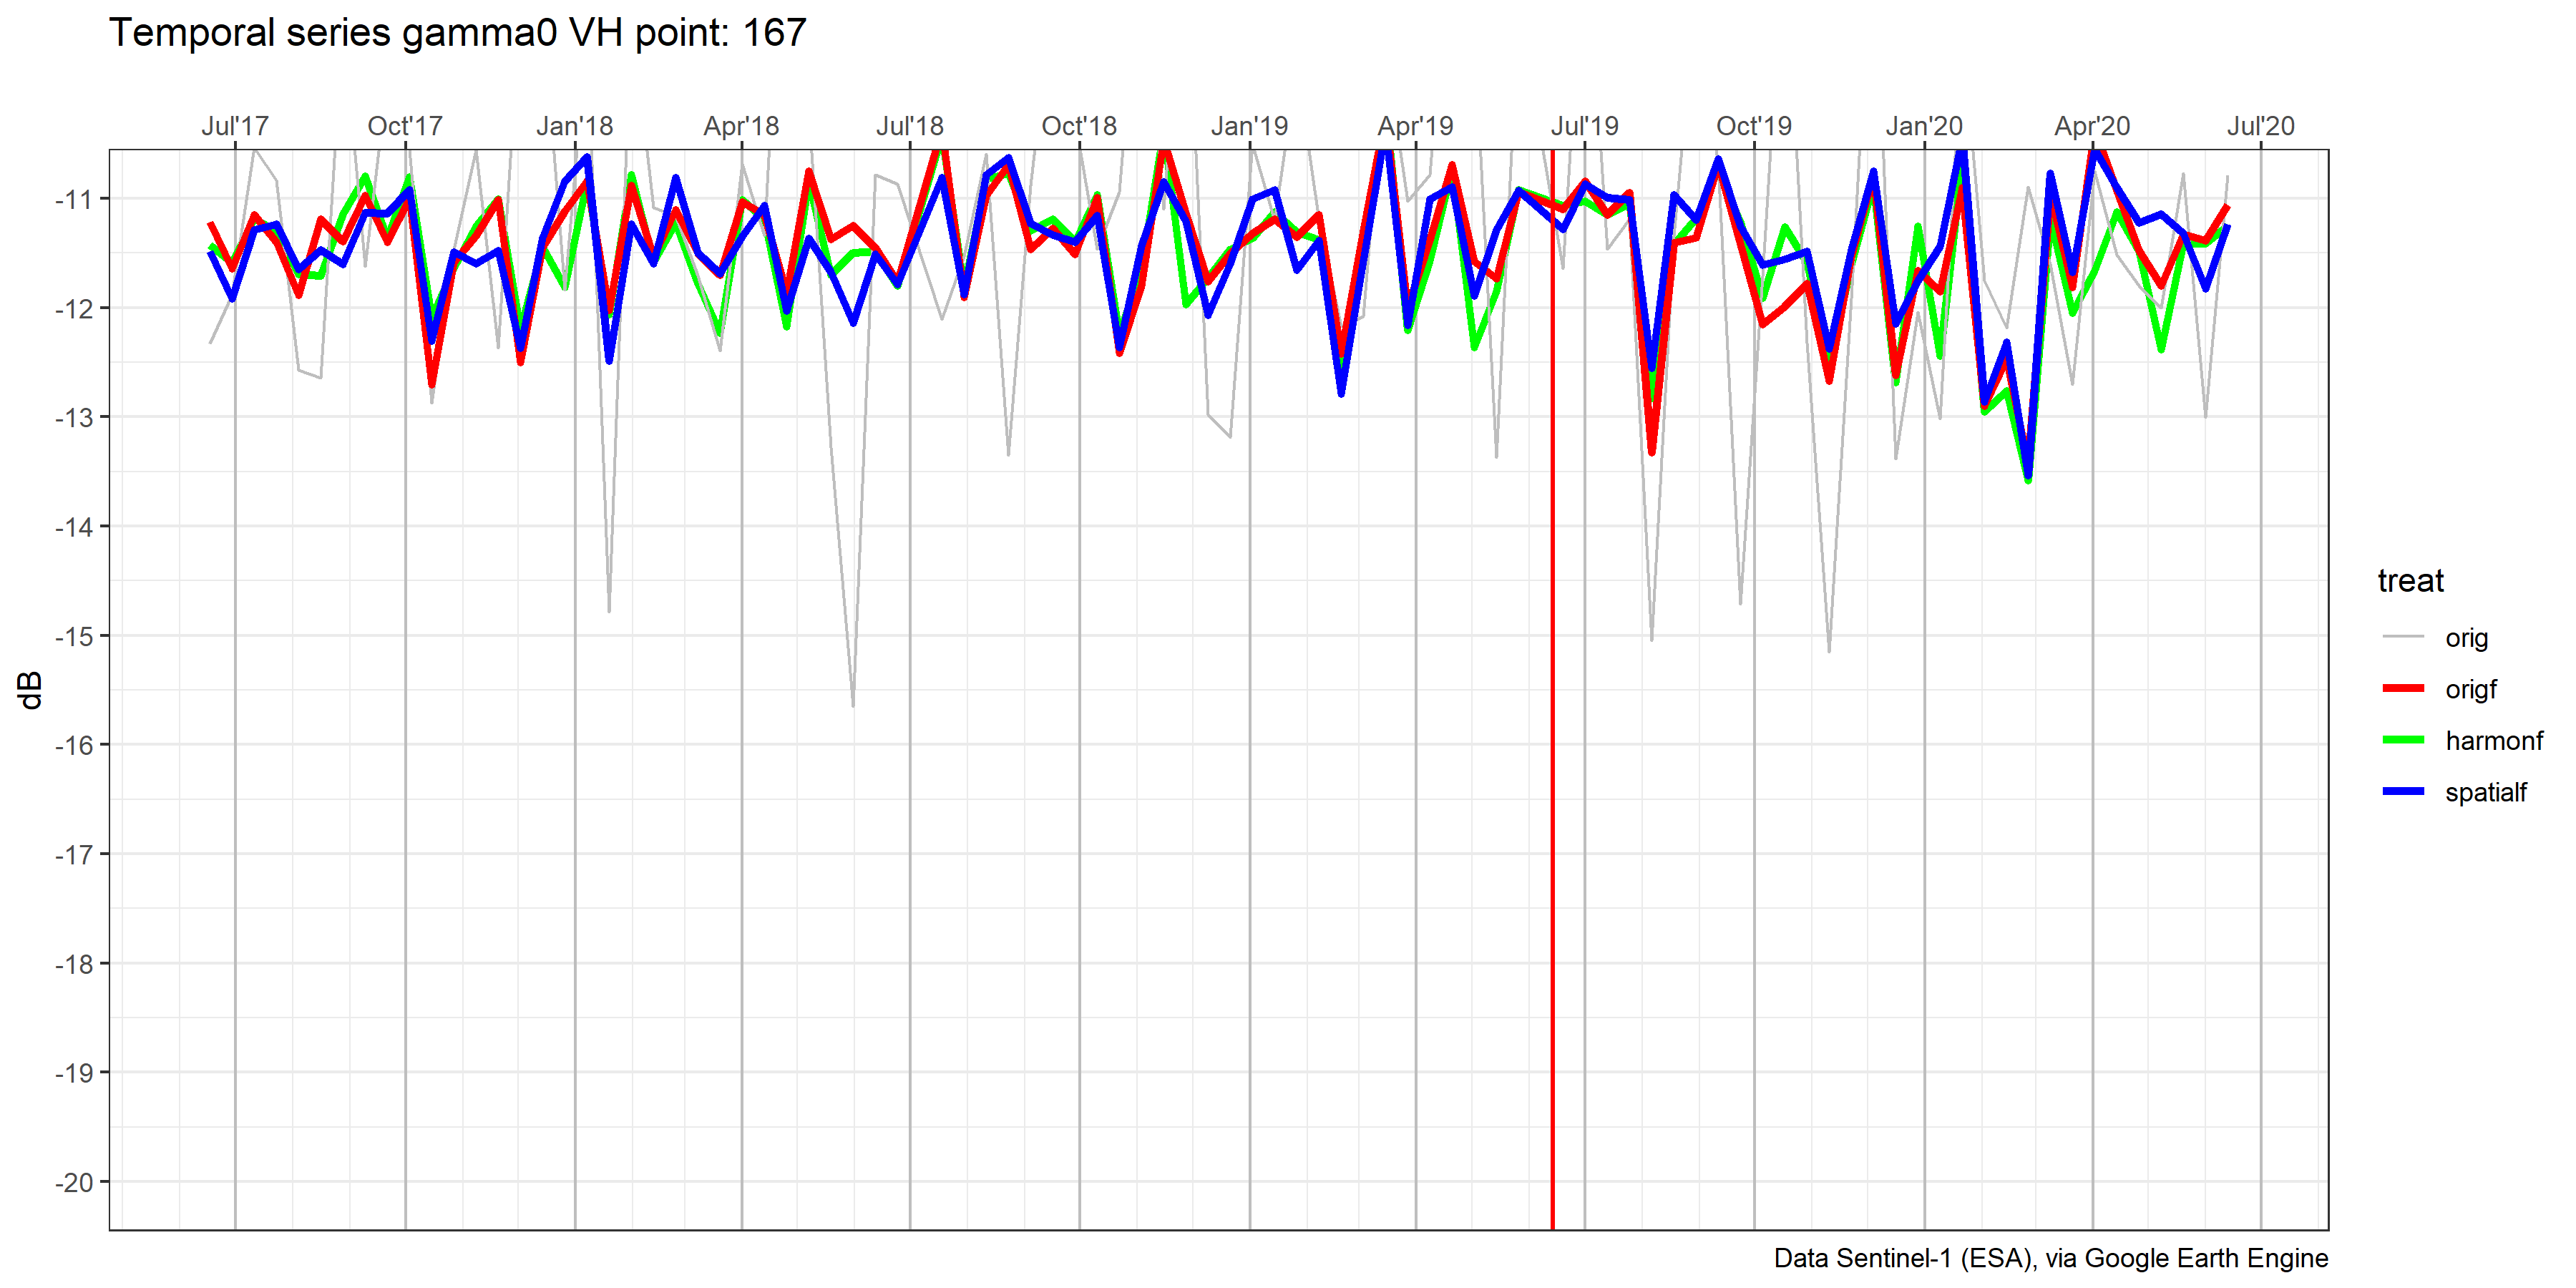 Temporal series gamma0 VH point: 167
Jul'17 Oct'17 Jan'18 Apr'18 Jul'18 Oct'18 Jan'19 Apr'19 Jul'19 Oct'19 Jan'20 Apr'20 Jul'20
-11
-12
-13
-14
-15
-16
-17
-18
-19
-20
dB
treat
orig
origf
harmonf
spatialf
Data Sentinel-1 (ESA), via Google Earth Engine